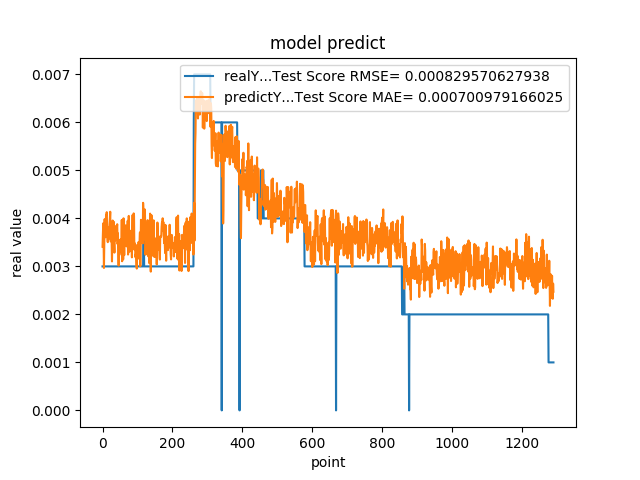 model predict
realY...Test Score RMSE= 0.000829570627938
predictY...Test Score MAE= 0.000700979166025
0.007
0.006
0.005
0.004
0.003
0.002
0.001
0.000
real value
0 200 400 600 800 1000 1200
point